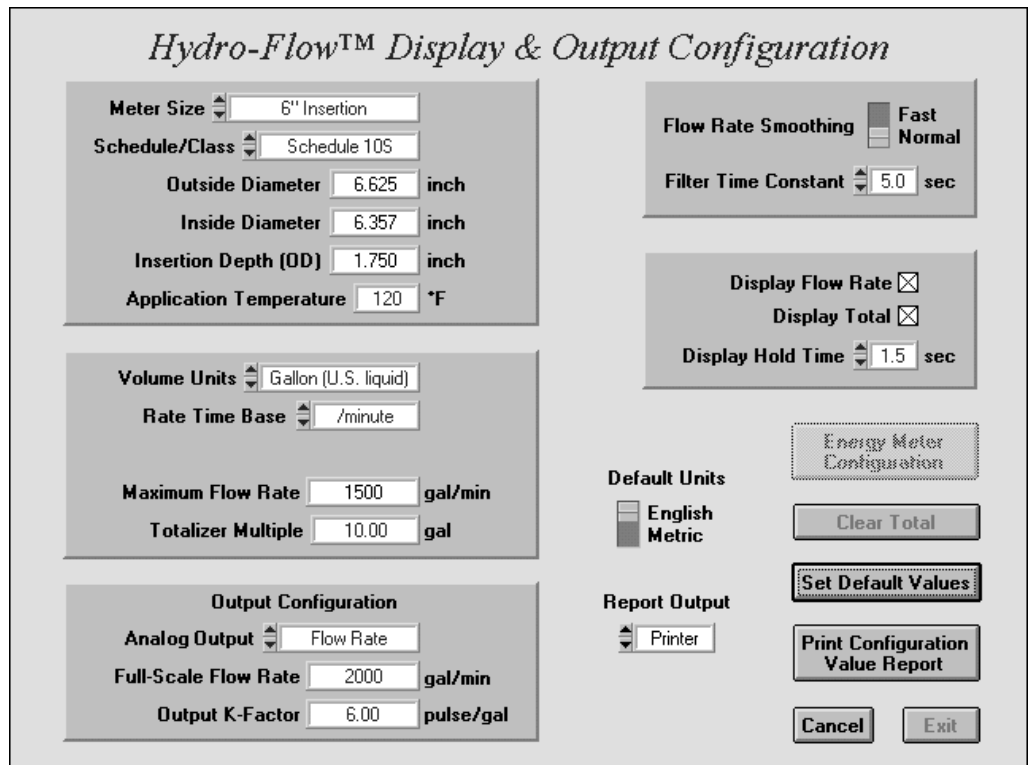 Hydro-Flow™ Display & Output Configuration
Meter Size 6" Insertion
Schedule/Class Schedule 10S
Outside Diameter 6.625 inch
Inside Diameter 6.357 inch
Insertion Depth (OD) 1.750 inch
Application Temperature 120 °F
Volume Units Gallon (U.S. liquid)
Rate Time Base /minute
Maximum Flow Rate 1500 gal/min
Totalizer Multiple 10.00 gal
Output Configuration
Analog Output Flow Rate
Full-Scale Flow Rate 2000 gal/min
Output K-Factor 6.00 pulse/gal
Flow Rate Smoothing Fast
Normal
Filter Time Constant 5.0 sec
Display Flow Rate
Display Total
Display Hold Time 1.5 sec
Default Units
English
Metric
Report Output
Printer
Energy Meter
Configuration
Clear Total
Set Default Values
Print Configuration
Value Report
Cancel Exit